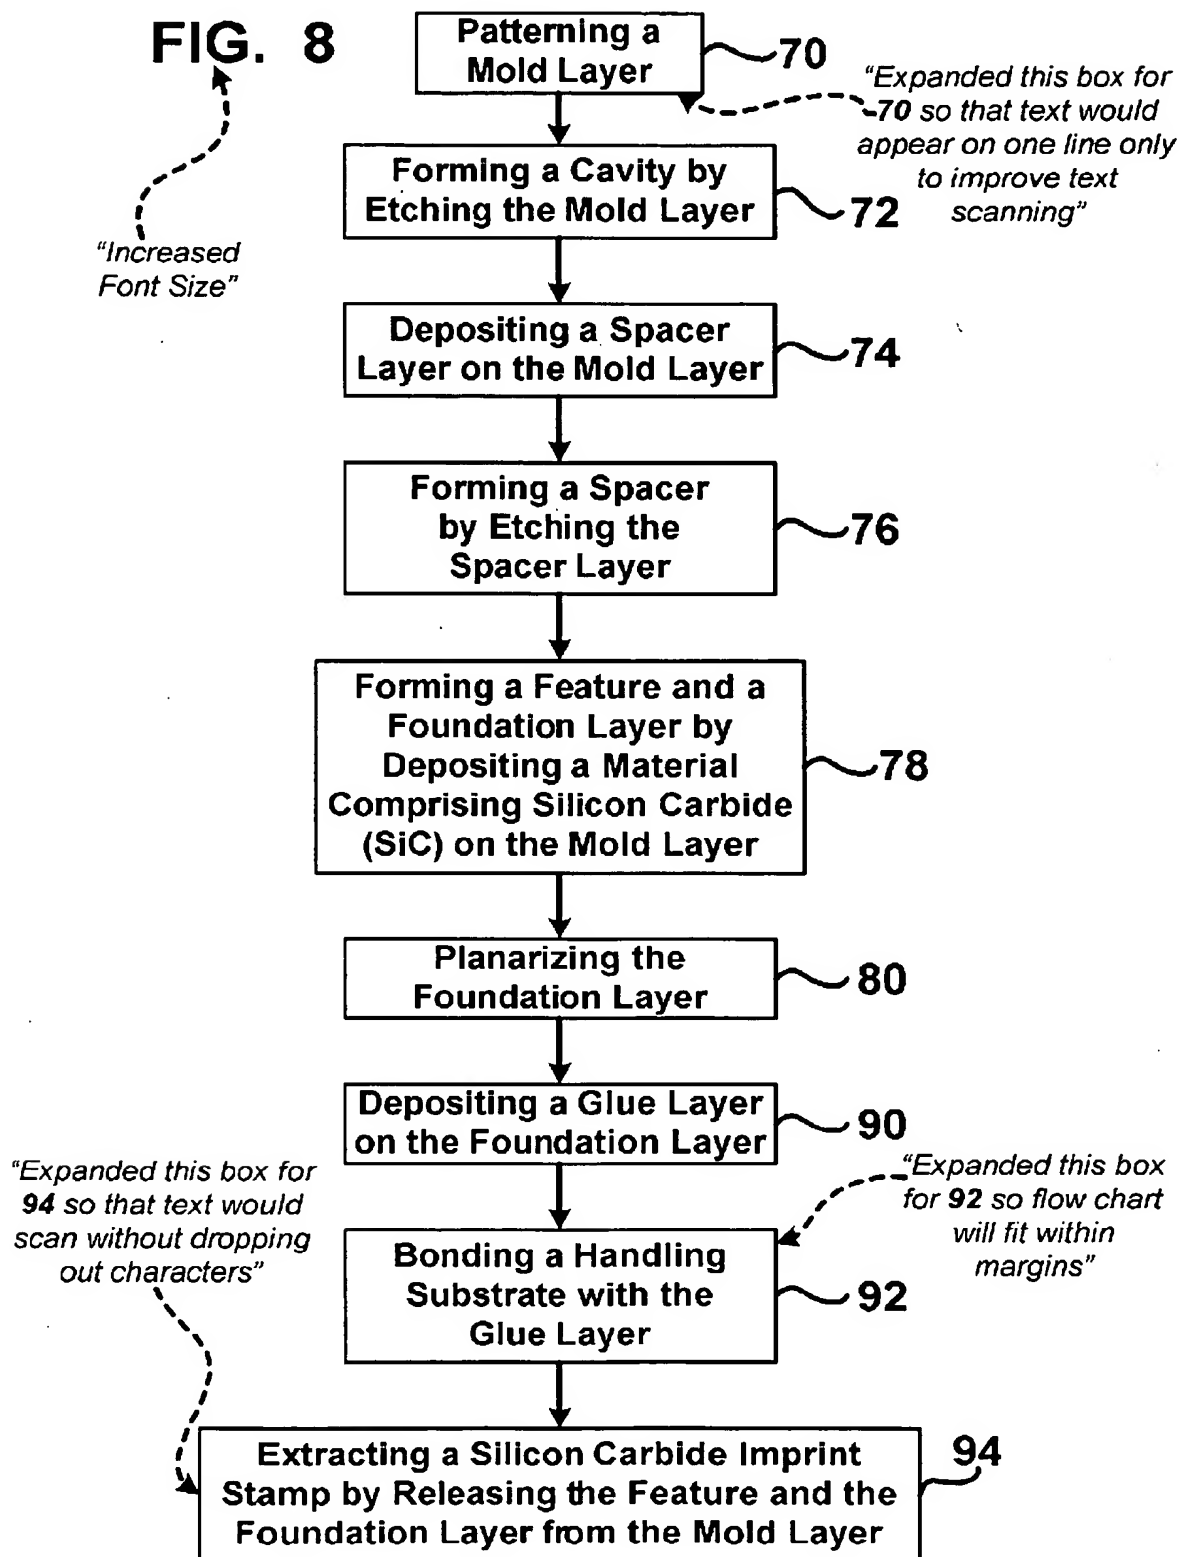 FIG. 8
Patterning a
Mold Layer
70
"Expanded this box for
70 so that text would
appear on one line only
to improve text
scanning"
"Increased
Font Size"
Forming a Cavity by
Etching the Mold Layer
72
Depositing a Spacer
Layer on the Mold Layer
74
Forming a Spacer
by Etching the
Spacer Layer
76
Forming a Feature and a
Foundation Layer by
Depositing a Material
Comprising Silicon Carbide
(SiC) on the Mold Layer
78
Planarizing the
Foundation Layer
80
Depositing a Glue Layer
on the Foundation Layer
90
"Expanded this box
for 92 so flow chart
will fit within
margins"
Bonding a Handling
Substrate with the
Glue Layer
92
"Expanded this box for
94 so that text would
scan without dropping
out characters"
Extracting a Silicon Carbide Imprint
Stamp by Releasing the Feature and the
Foundation Layer from the Mold Layer
94